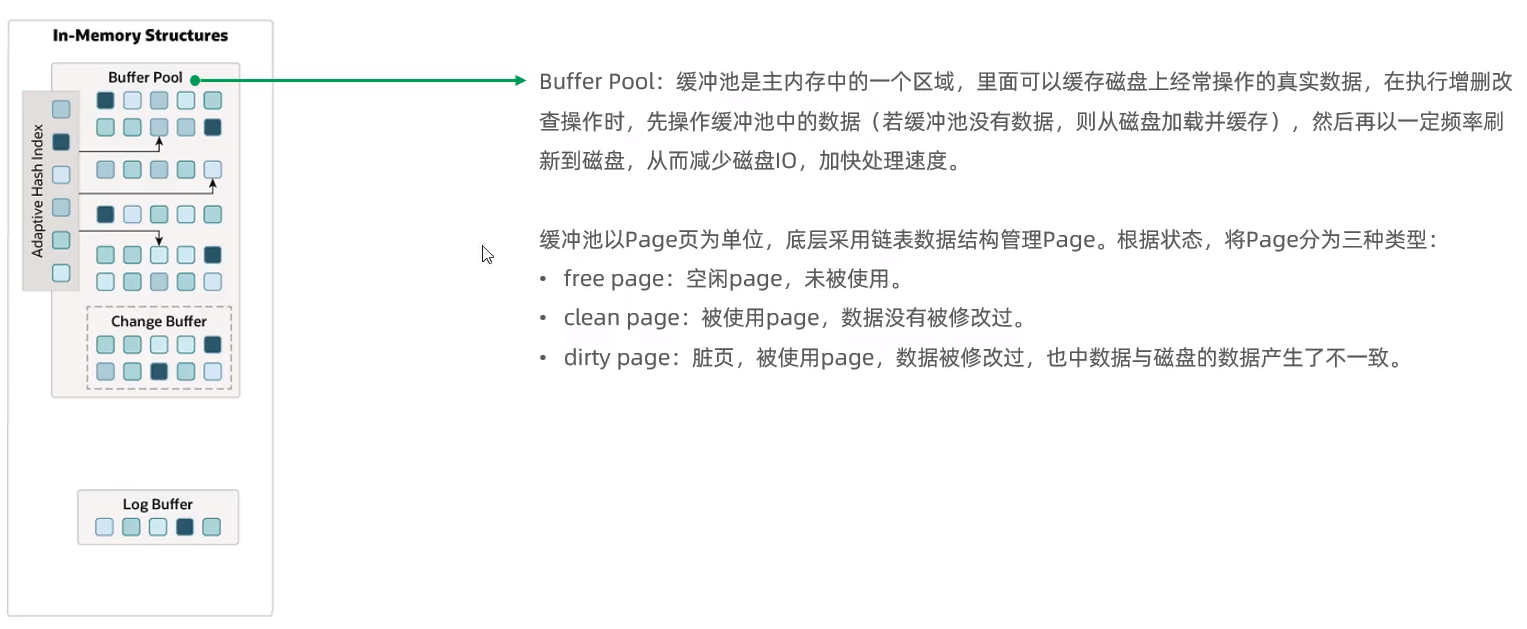 In-Memory Structures
Buffer Pool
Adaptive Hash Index
Change Buffer
Log Buffer
Buffer Pool：缓冲池是主内存中的一个区域，里面可以缓存磁盘上经常操作的真实数据，在执行增删改
查操作时，先操作缓冲池中的数据（若缓冲池没有数据，则从磁盘加载并缓存），然后再以一定频率刷
新到磁盘，从而减少磁盘IO，加快处理速度。
缓冲池以Page页为单位，底层采用链表数据结构管理Page。根据状态，将Page分为三种类型：
• free page：空闲page，未被使用。
• clean page：被使用page，数据没有被修改过。
• dirty page：脏页，被使用page，数据被修改过，也中数据与磁盘的数据产生了不一致。